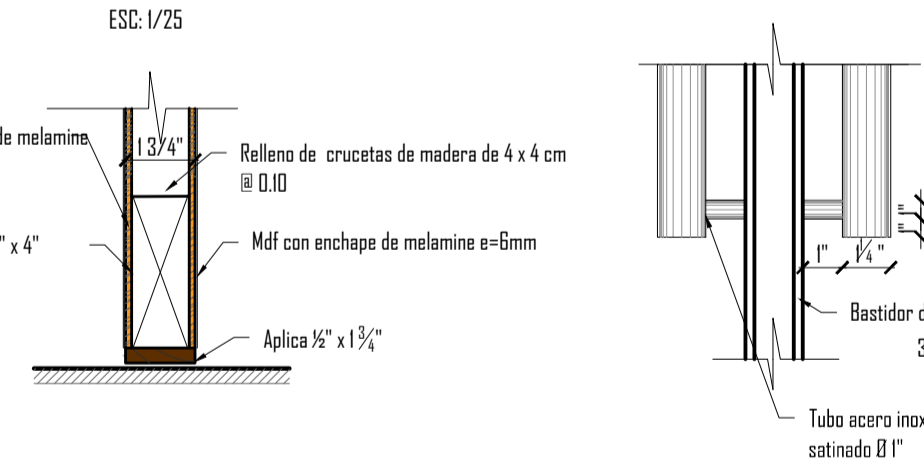 ESC: 1/25
de melamine
1 3/4"
Relleno de crucetas de madera de 4 x 4 cm
@ 0.10
" x 4"
Mdf con enchape de melamine e=6mm
Aplica ½" x 1 ¾"
1"
1¼"
Bastidor d
3
Tubo acero inox
satinado Ø 1"